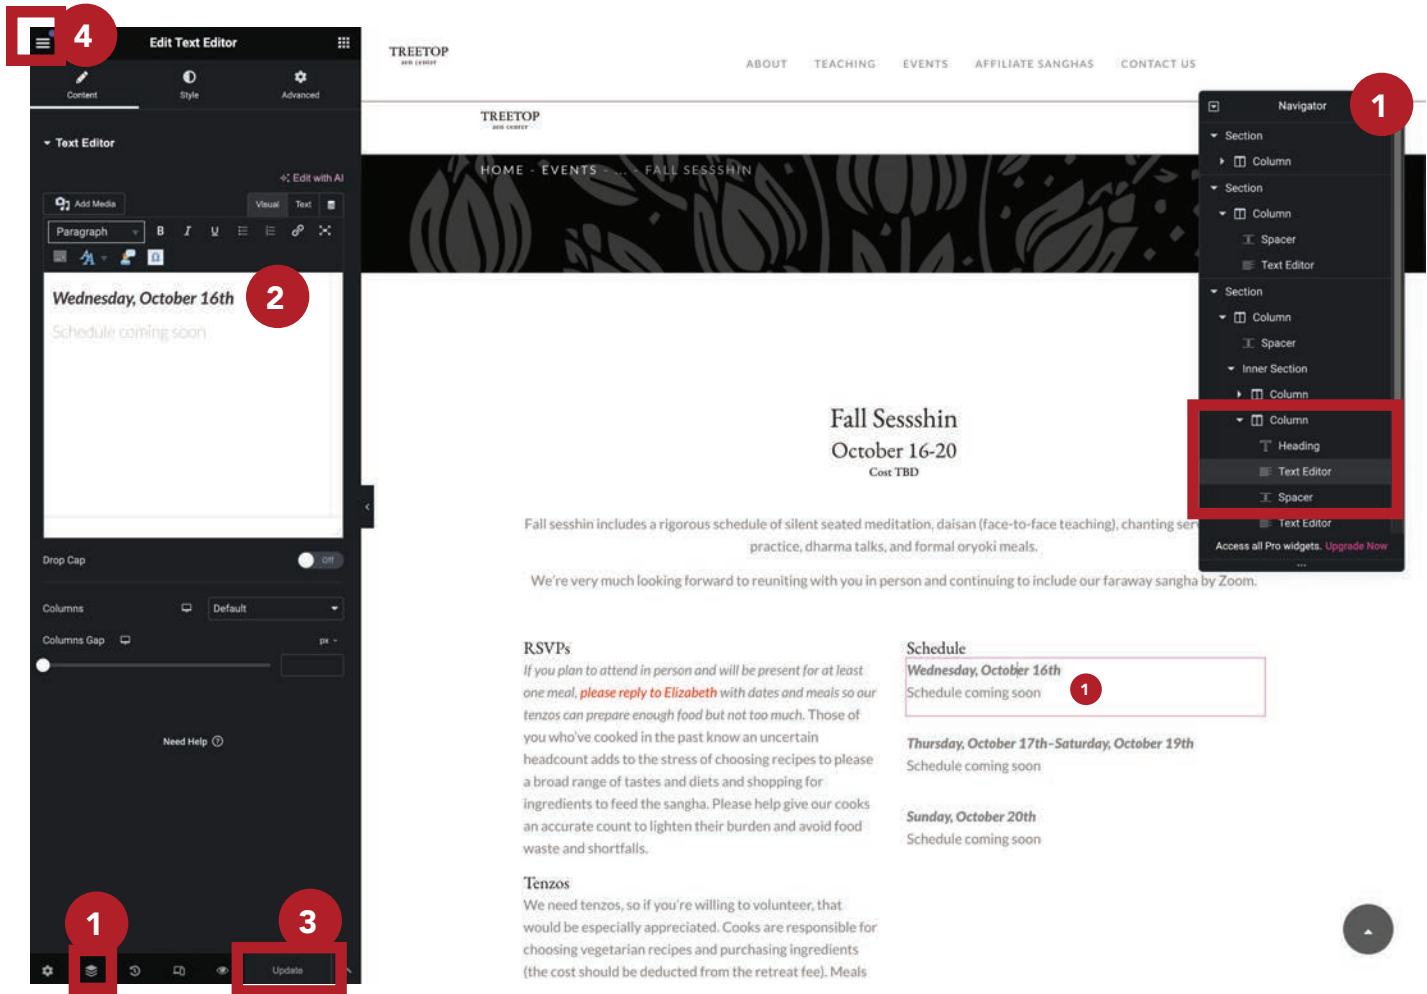 4
Edit Text Editor
Content
Style
Advanced
Text Editor
Edit with AI
Add Media
Visual
Text
Paragraph
B
I
U
Ω
Wednesday, October 16th
2
Schedule coming soon
Drop Cap
Off
Columns
Default
Columns Gap
px
Need Help
1
3
Update
TREETOP
zen center
ABOUT
TEACHING
EVENTS
AFFILIATE SANGHAS
CONTACT US
TREETOP
zen center
HOME - EVENTS - ... - FALL SESSSHIN
Fall Sessshin
October 16-20
Cost TBD
Fall sesshin includes a rigorous schedule of silent seated meditation, daisan (face-to-face teaching), chanting ser
practice, dharma talks, and formal oryoki meals.
We're very much looking forward to reuniting with you in person and continuing to include our faraway sangha by Zoom.
RSVPs
If you plan to attend in person and will be present for at least
one meal, please reply to Elizabeth with dates and meals so our
tenzos can prepare enough food but not too much. Those of
you who've cooked in the past know an uncertain
headcount adds to the stress of choosing recipes to please
a broad range of tastes and diets and shopping for
ingredients to feed the sangha. Please help give our cooks
an accurate count to lighten their burden and avoid food
waste and shortfalls.
Tenzos
We need tenzos, so if you're willing to volunteer, that
would be especially appreciated. Cooks are responsible for
choosing vegetarian recipes and purchasing ingredients
(the cost should be deducted from the retreat fee). Meals
Schedule
Wednesday, October 16th
Schedule coming soon
1
Thursday, October 17th–Saturday, October 19th
Schedule coming soon
Sunday, October 20th
Schedule coming soon
Navigator
1
Section
Column
Section
Column
Spacer
Text Editor
Section
Column
Spacer
Inner Section
Column
Column
Heading
Text Editor
Spacer
Text Editor
Access all Pro widgets. Upgrade Now
...